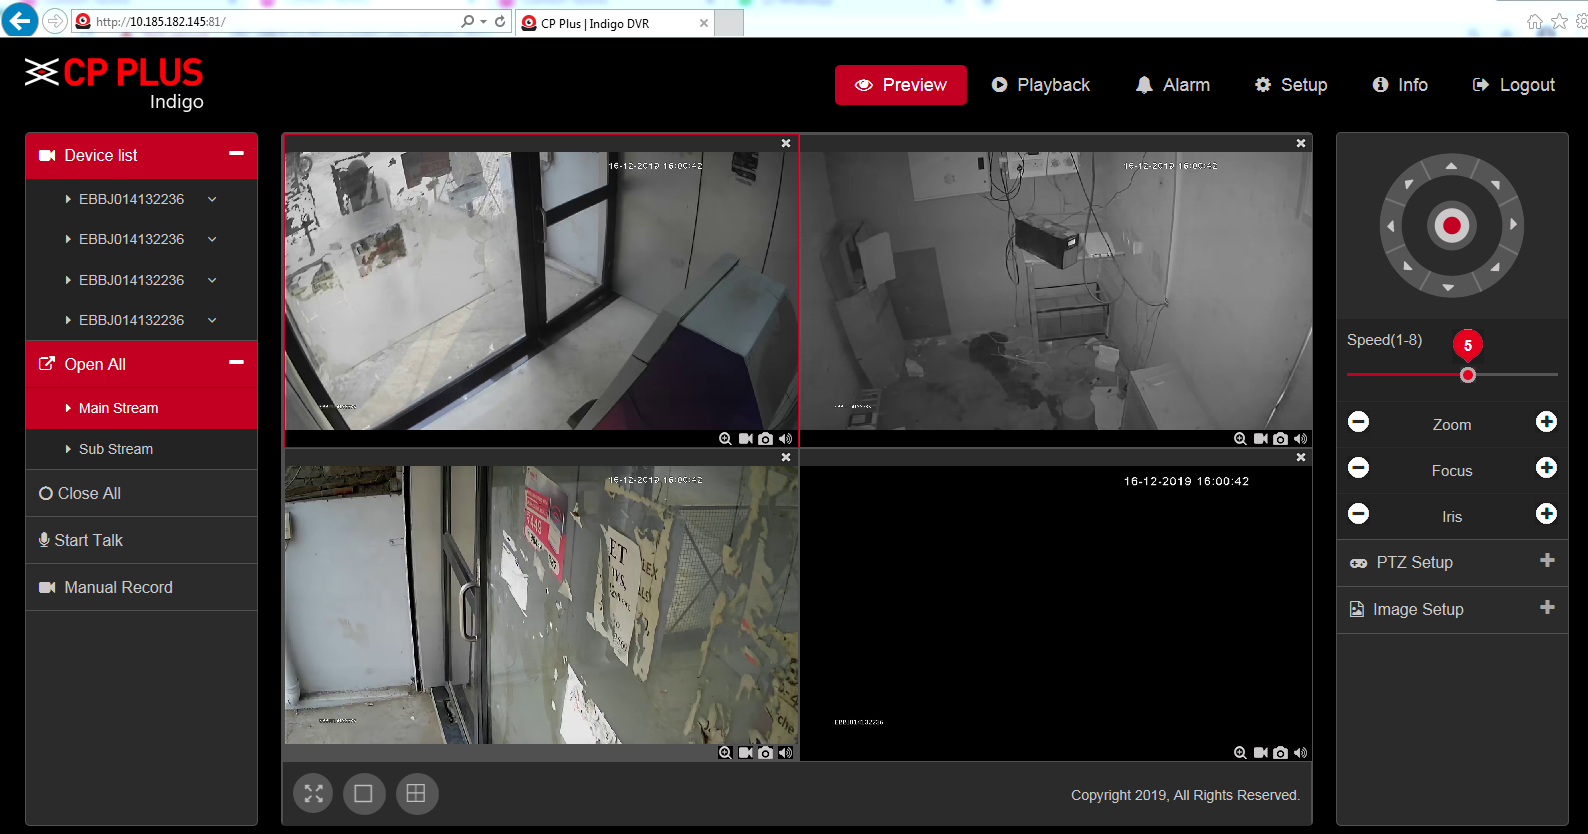 http://10.185.182.145:81/
CP Plus | Indigo DVR
CP PLUS
Indigo
Preview
Playback
Alarm
Setup
Info
Logout
Device list
EBBJ014132236
EBBJ014132236
EBBJ014132236
EBBJ014132236
Open All
Main Stream
Sub Stream
Close All
Start Talk
Manual Record
16-12-2019 16:00:42
16-12-2019 16:00:42
16-12-2019 16:00:42
₹449
ET
16-12-2019 16:00:42
EBBJ014132236
Speed(1-8)
5
Zoom
Focus
Iris
PTZ Setup
Image Setup
Copyright 2019, All Rights Reserved.